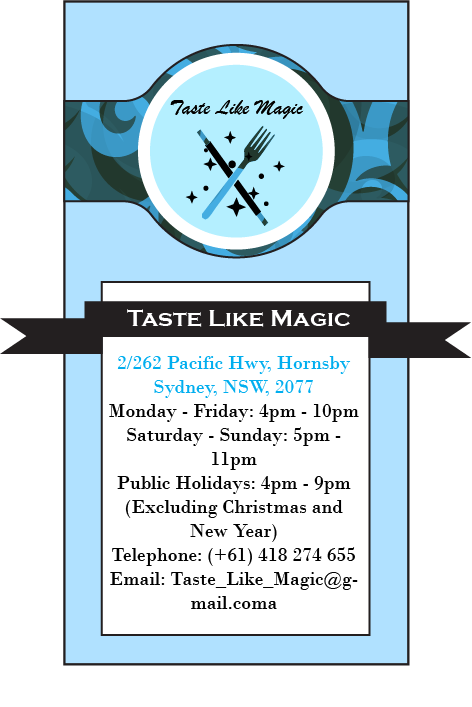 Taste Like Magic
Taste Like Magic
2/262 Pacific Hwy, Hornsby
Sydney, NSW, 2077
Monday - Friday: 4pm - 10pm
Saturday - Sunday: 5pm -
11pm
Public Holidays: 4pm - 9pm
(Excluding Christmas and
New Year)
Telephone: (+61) 418 274 655
Email: Taste_Like_Magic@g-
mail.coma